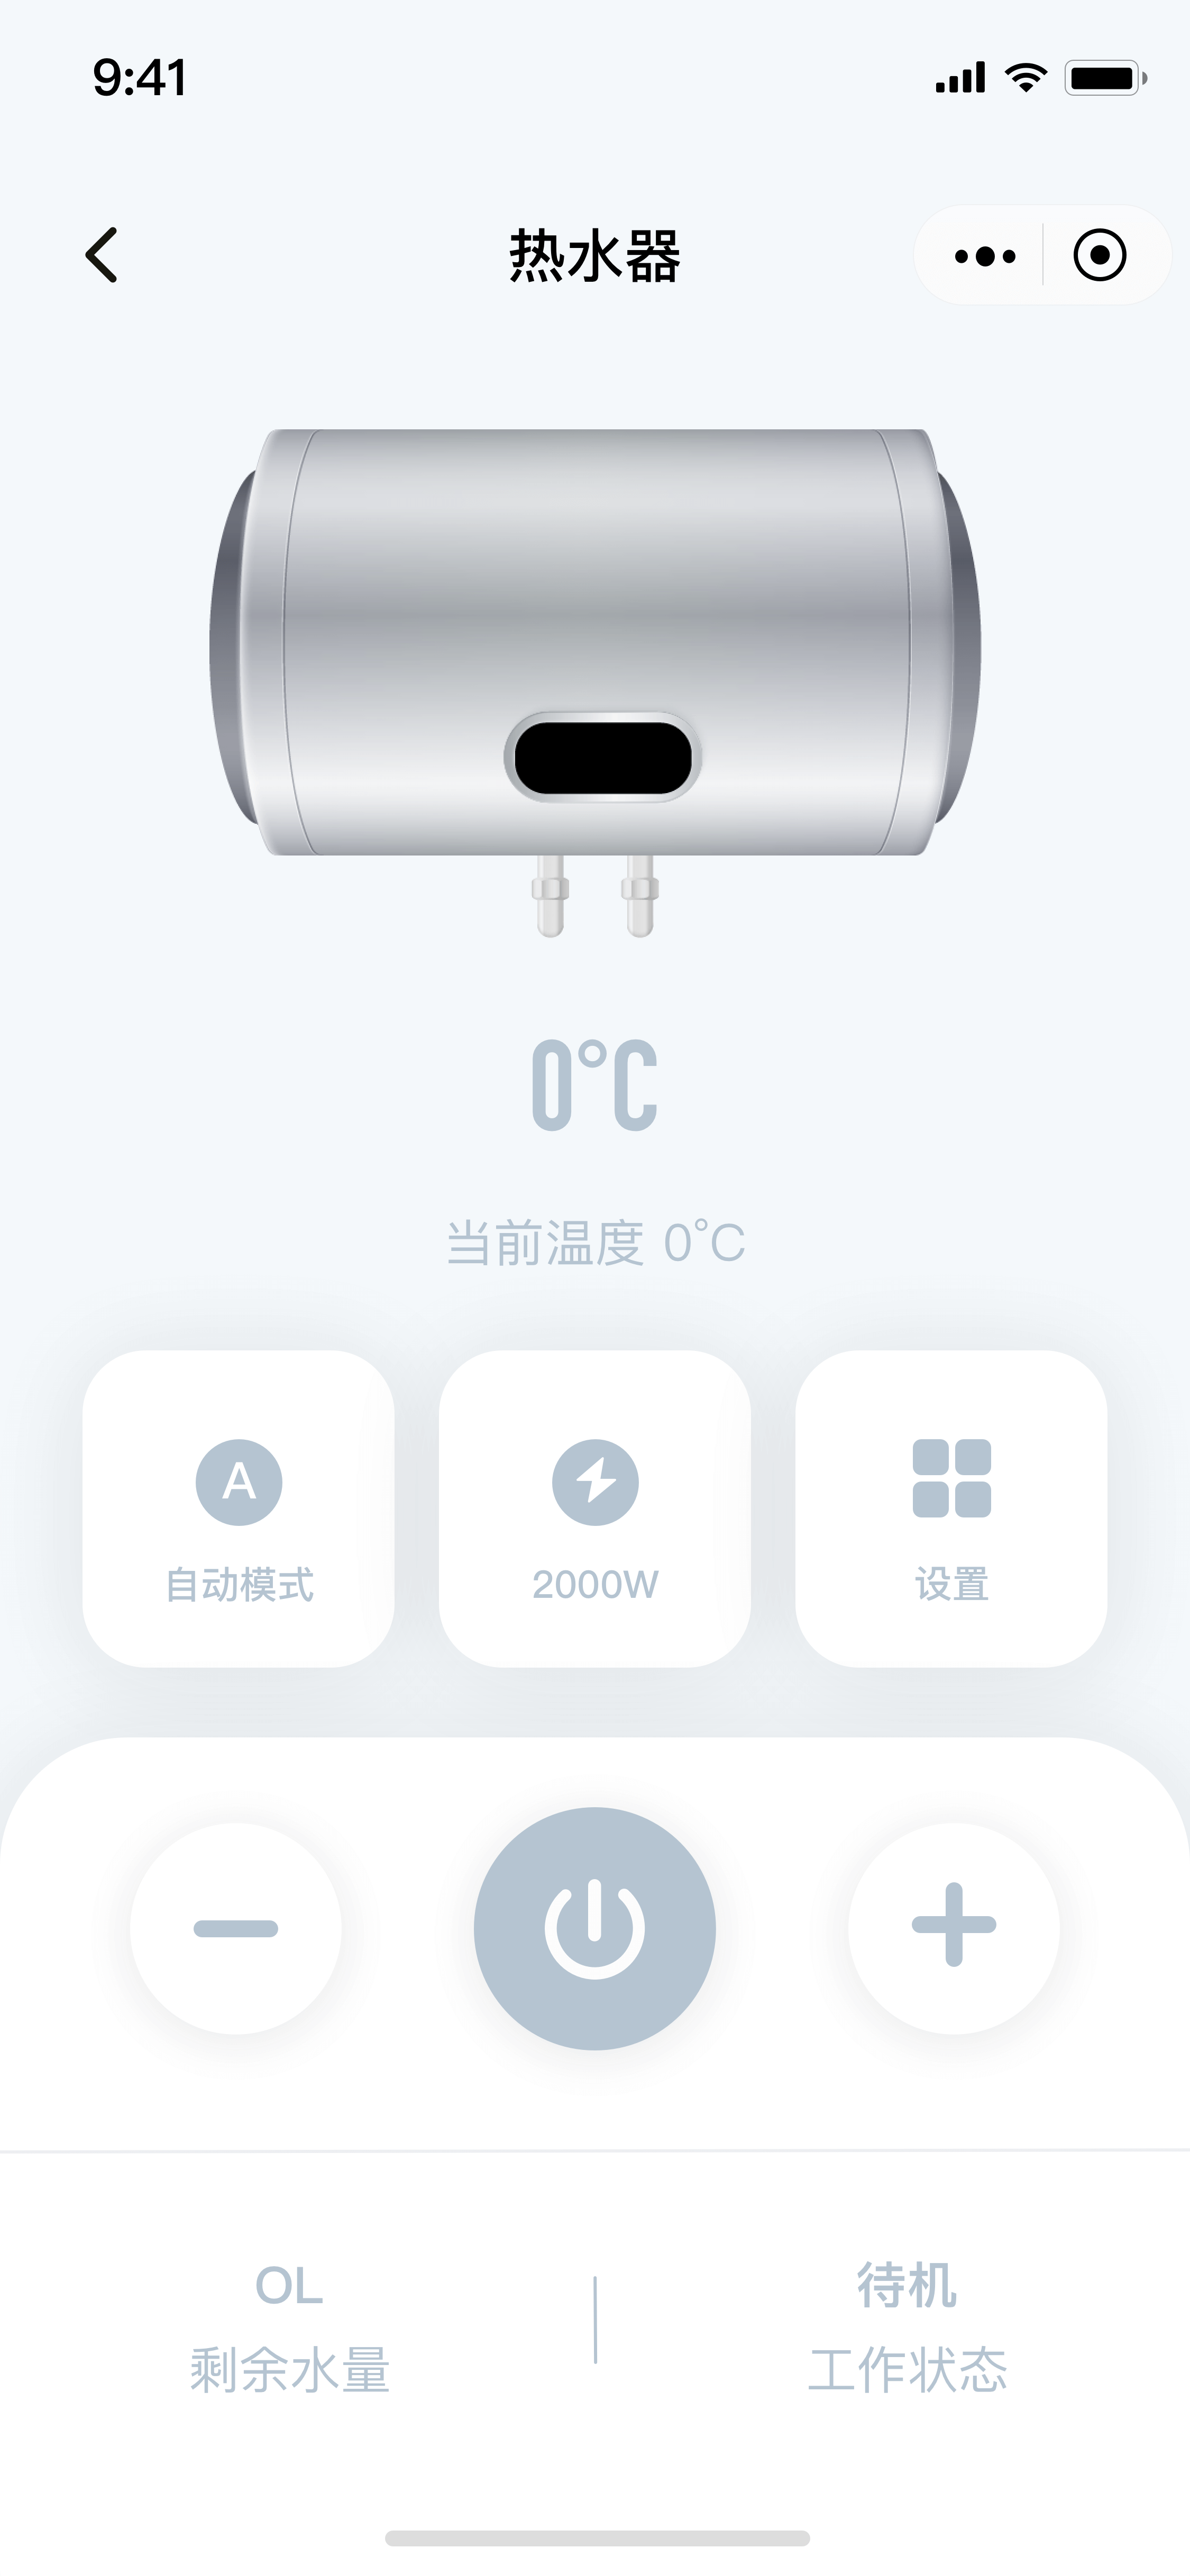 9:41
热水器
0°C
当前温度 0°C
A
自动模式
2000W
设置
OL
待机
剩余水量
工作状态